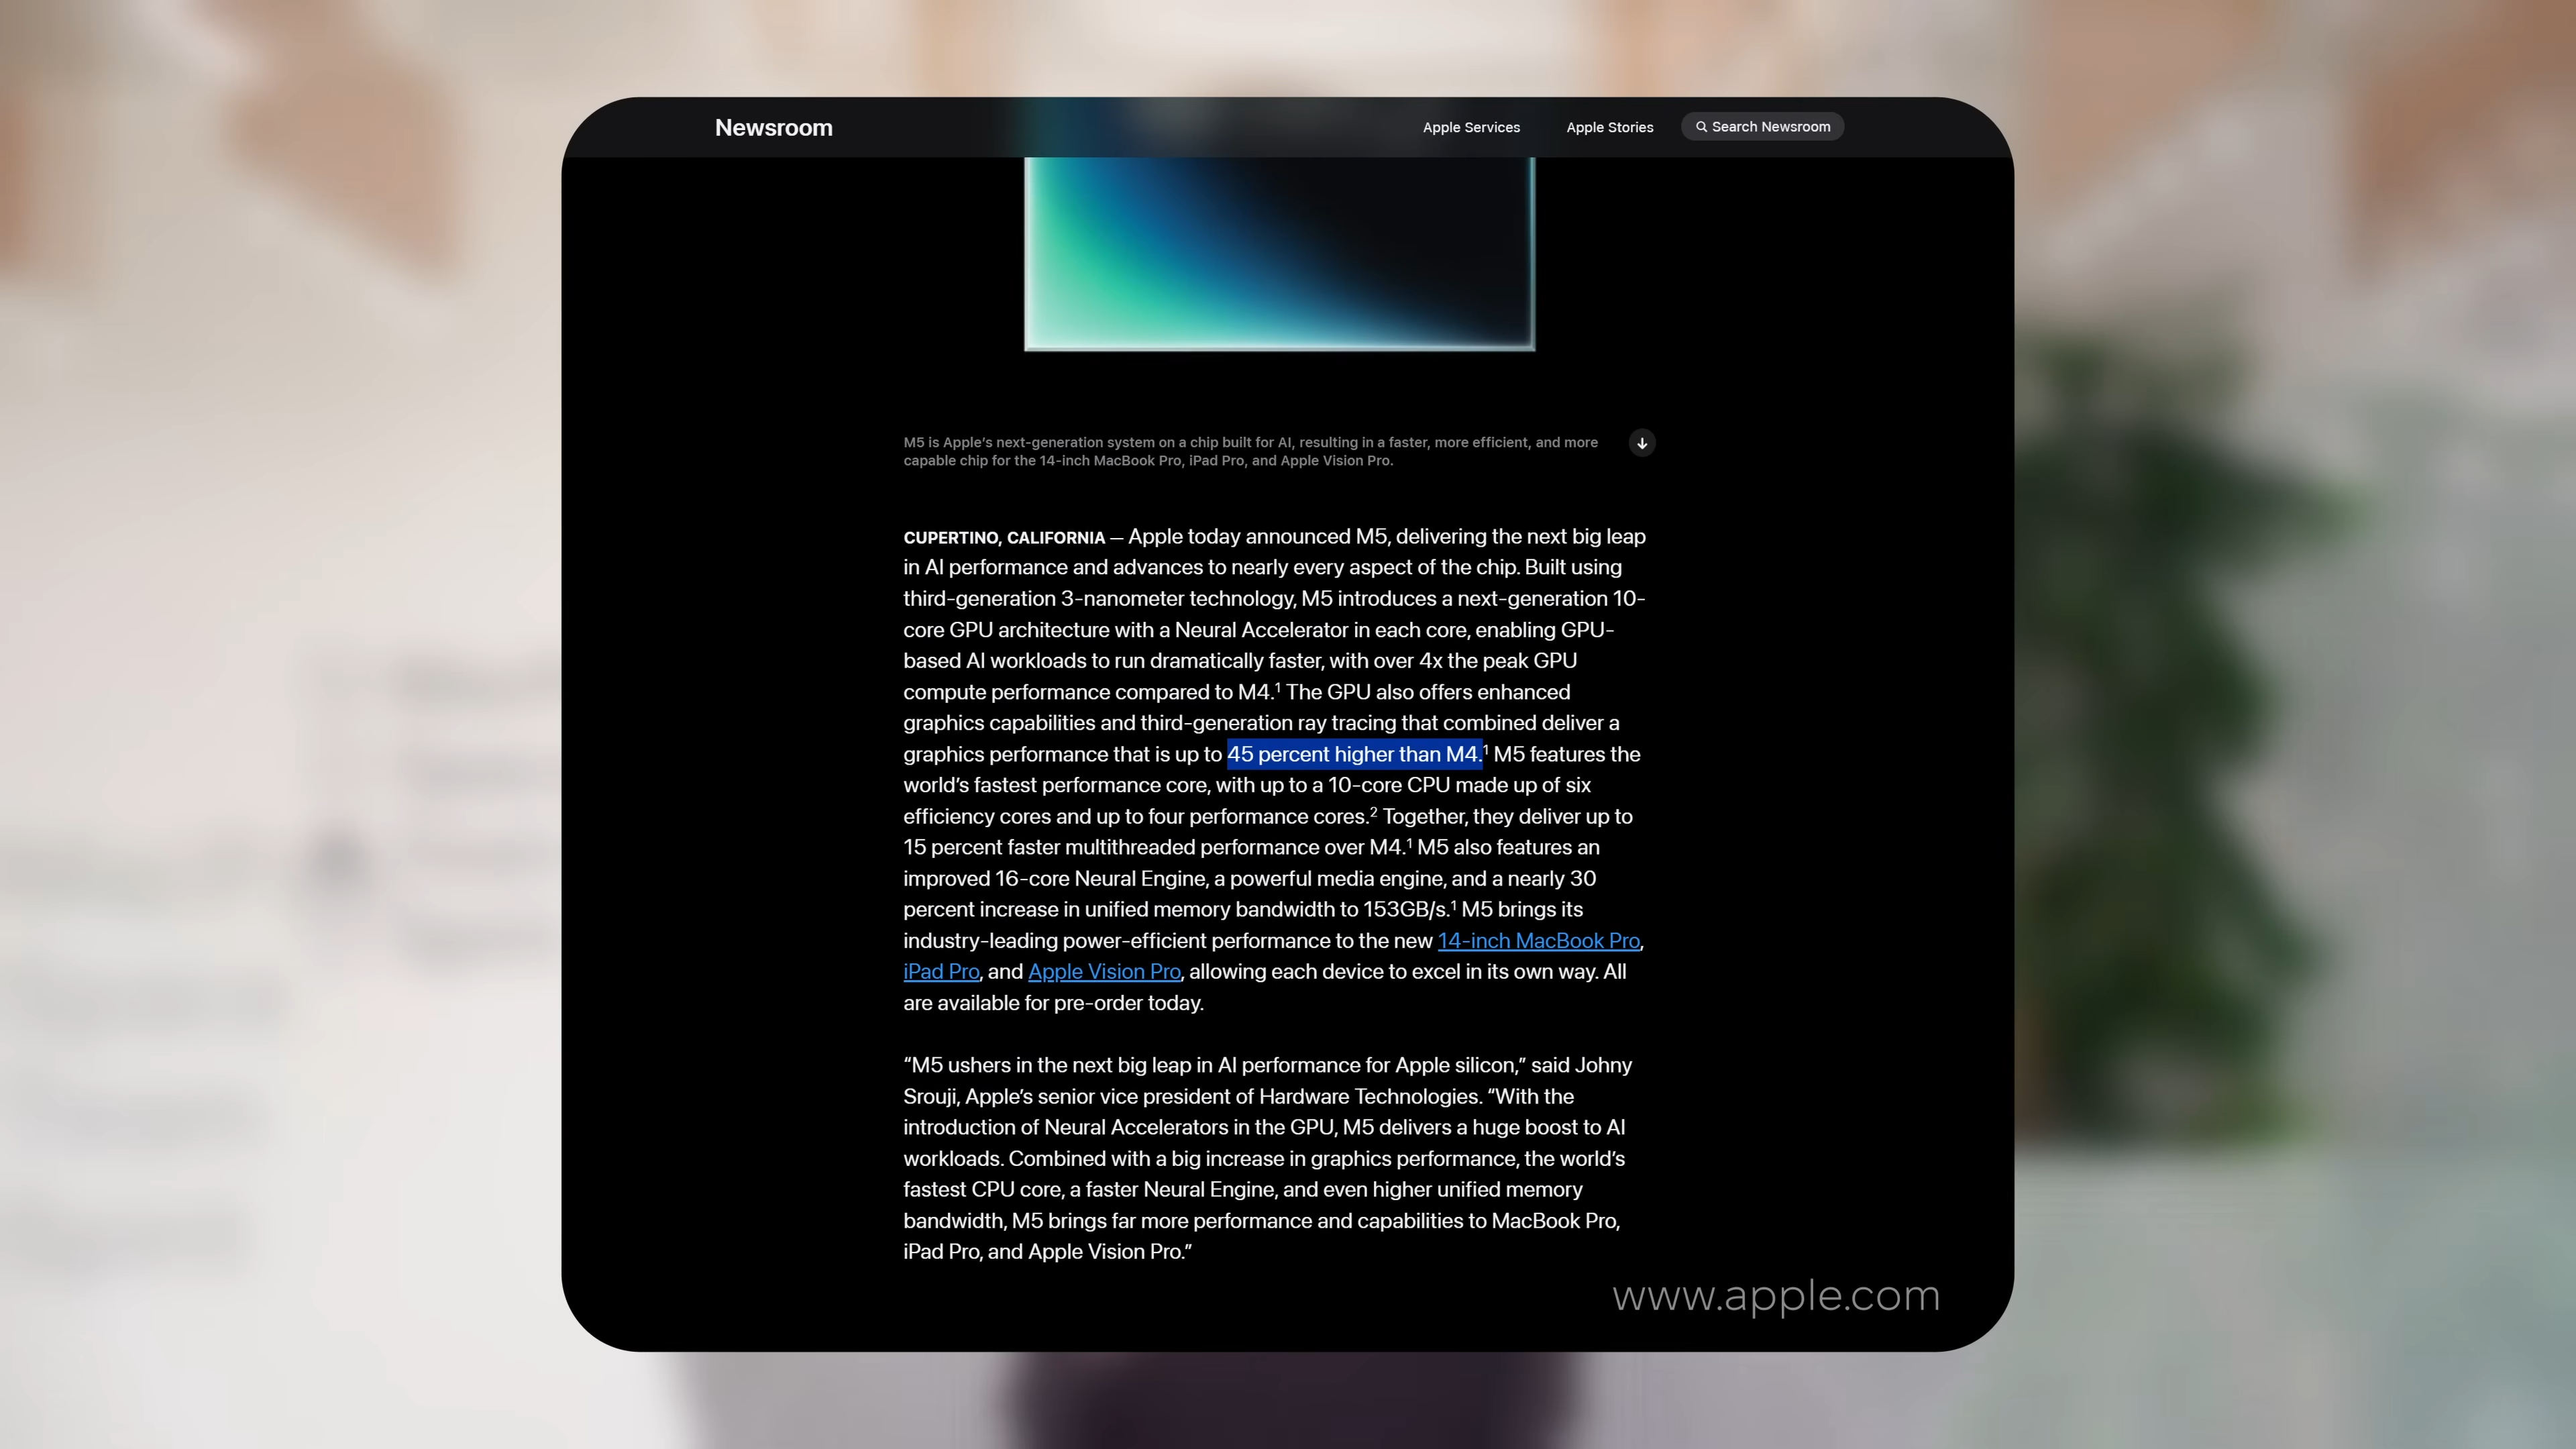 Newsroom
Apple Services
Apple Stories
Search Newsroom
M5 is Apple’s next-generation system on a chip built for AI, resulting in a faster, more efficient, and more
capable chip for the 14-inch MacBook Pro, iPad Pro, and Apple Vision Pro.
CUPERTINO, CALIFORNIA — Apple today announced M5, delivering the next big leap
in AI performance and advances to nearly every aspect of the chip. Built using
third-generation 3-nanometer technology, M5 introduces a next-generation 10-
core GPU architecture with a Neural Accelerator in each core, enabling GPU-
based AI workloads to run dramatically faster, with over 4x the peak GPU
compute performance compared to M4.¹ The GPU also offers enhanced
graphics capabilities and third-generation ray tracing that combined deliver a
graphics performance that is up to 45 percent higher than M4.¹ M5 features the
world’s fastest performance core, with up to a 10-core CPU made up of six
efficiency cores and up to four performance cores.² Together, they deliver up to
15 percent faster multithreaded performance over M4.¹ M5 also features an
improved 16-core Neural Engine, a powerful media engine, and a nearly 30
percent increase in unified memory bandwidth to 153GB/s.¹ M5 brings its
industry-leading power-efficient performance to the new 14-inch MacBook Pro,
iPad Pro, and Apple Vision Pro, allowing each device to excel in its own way. All
are available for pre-order today.
“M5 ushers in the next big leap in AI performance for Apple silicon,” said Johny
Srouji, Apple’s senior vice president of Hardware Technologies. “With the
introduction of Neural Accelerators in the GPU, M5 delivers a huge boost to AI
workloads. Combined with a big increase in graphics performance, the world’s
fastest CPU core, a faster Neural Engine, and even higher unified memory
bandwidth, M5 brings far more performance and capabilities to MacBook Pro,
iPad Pro, and Apple Vision Pro.”
www.apple.com